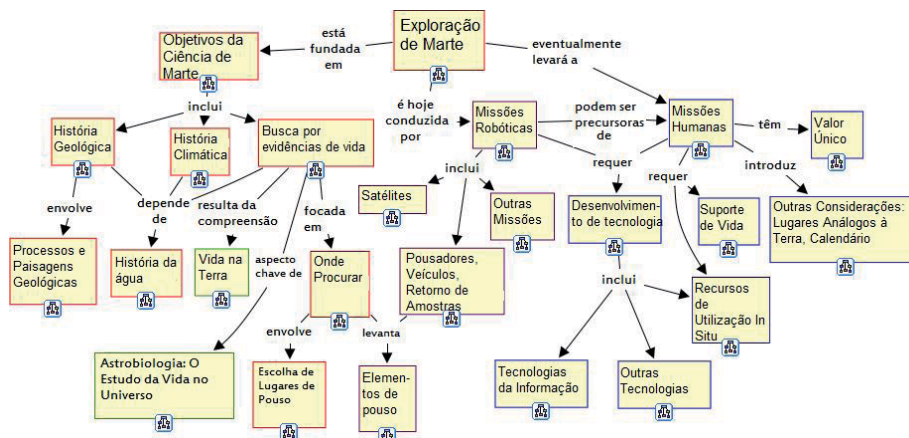 Exploração
de Marte
está
fundada
em
Objetivos da
Ciência de
Marte
eventualmente
levará a
inclui
é hoje
conduzida
por
Missões
Robóticas
podem ser
precursoras
de
Missões
Humanas
têm
Valor
Único
História
Geológica
História
Climática
Busca por
evidências de vida
inclui
requer
requer
introduz
envolve
depende
de
resulta da
compreensão
focada
em
aspecto
chave de
Satélites
Outras
Missões
Desenvolvimen-
to de tecnologia
Suporte
de Vida
Outras Considerações:
Lugares Análogos à
Terra, Calendário
Processos e
Paisagens
Geológicas
História da
água
Vida na
Terra
Onde
Procurar
Pousadores,
Veículos,
Retorno de
Amostras
inclui
Recursos
de
Utilização In
Situ
envolve
levanta
Astrobiologia: O
Estudo da Vida no
Universo
Escolha de
Lugares de
Pouso
Elemen-
tos de
pouso
Tecnologias
da Informação
Outras
Tecnologias